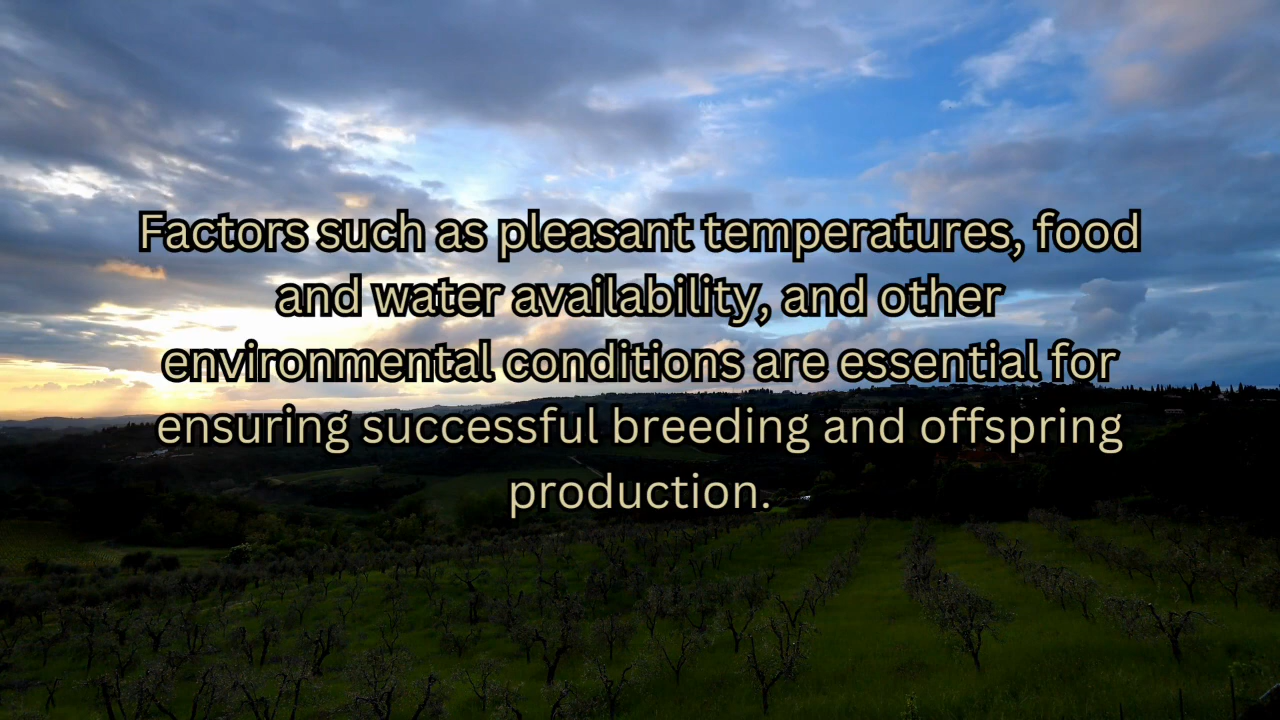 Factors such as pleasant temperatures, food
and water availability, and other
environmental conditions are essential for
ensuring successful breeding and offspring
production.